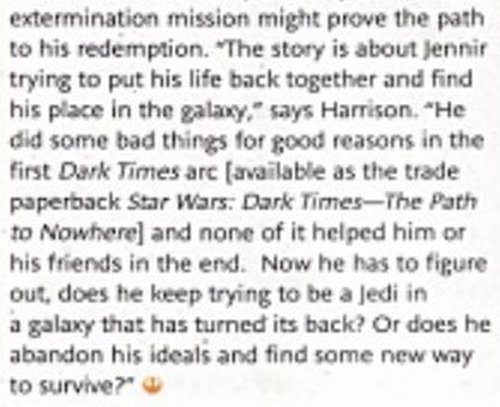 extermination mission might prove the path
to his redemption. "The story is about Jennir
trying to put his life back together and find
his place in the galaxy," says Harrison. "He
did some bad things for good reasons in the
first Dark Times arc [available as the trade
paperback Star Wars: Dark Times—The Path
to Nowhere] and none of it helped him or
his friends in the end. Now he has to figure
out, does he keep trying to be a Jedi in
a galaxy that has turned its back? Or does he
abandon his ideals and find some new way
to survive?"